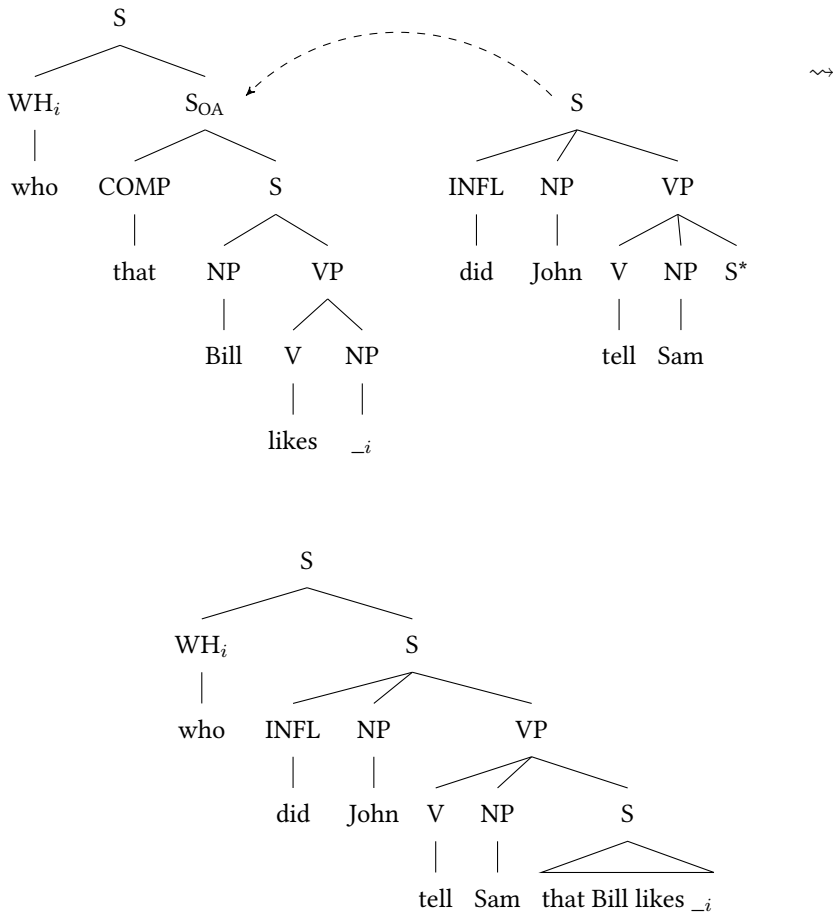 S
⇝
WH_i S_OA S
who COMP S INFL NP VP
that NP VP did John V NP S*
Bill V NP tell Sam
likes _i
S
WH_i S
who INFL NP VP
did John V NP S
tell Sam that Bill likes _i